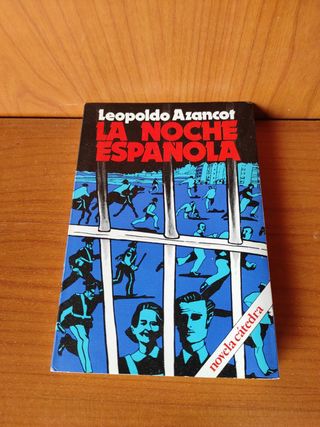 Leopoldo Azancot
LA NOCHE
ESPAÑOLA
novela cátedra